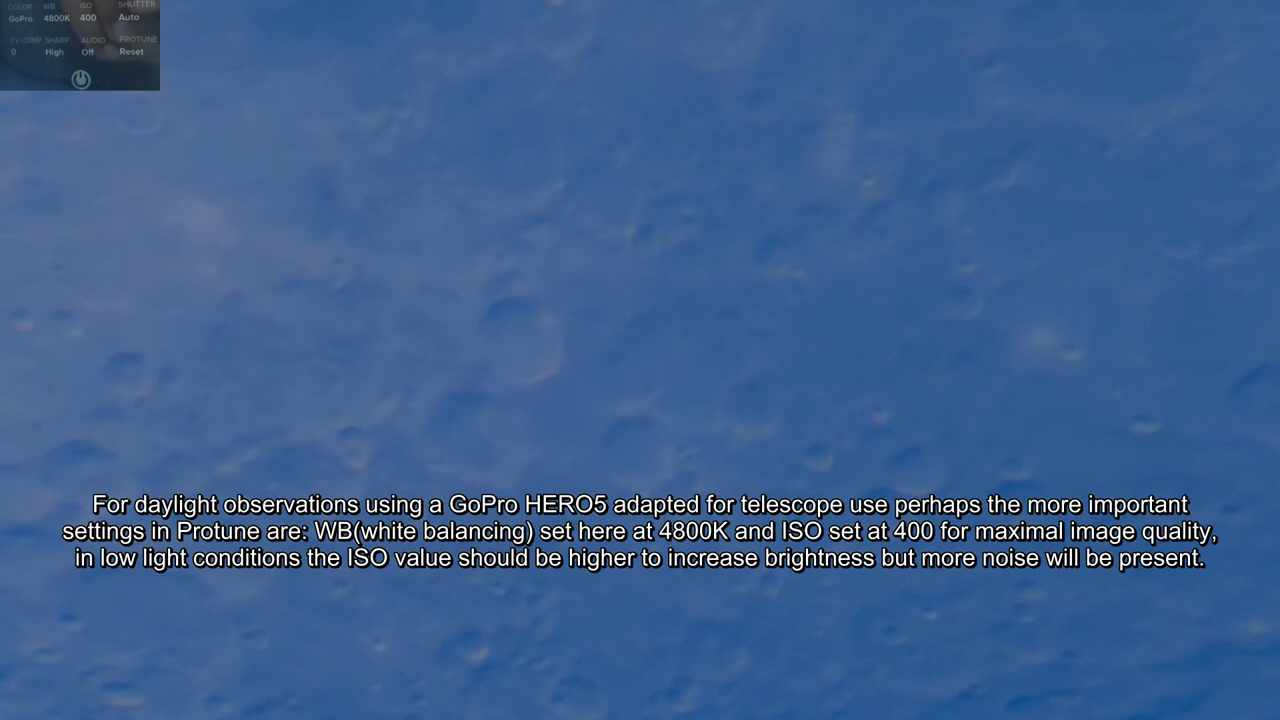 COLOR WB ISO SHUTTER
GoPro 4800K 400 Auto
EV COMP SHARP AUDIO PROTUNE
0 High Off Reset
For daylight observations using a GoPro HERO5 adapted for telescope use perhaps the more important
settings in Protune are: WB(white balancing) set here at 4800K and ISO set at 400 for maximal image quality,
in low light conditions the ISO value should be higher to increase brightness but more noise will be present.